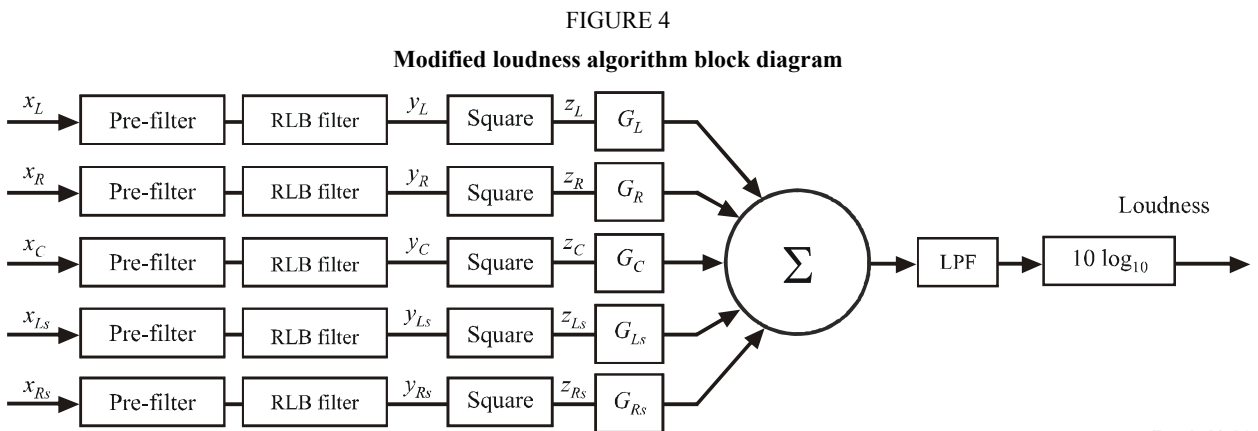 FIGURE 4
Modified loudness algorithm block diagram
x_L Pre-filter RLB filter y_L Square z_L G_L
x_R Pre-filter RLB filter y_R Square z_R G_R
Loudness
x_C Pre-filter RLB filter y_C Square z_C G_C Σ LPF 10 log₁₀
x_Ls Pre-filter RLB filter y_Ls Square z_Ls G_Ls
x_Rs Pre-filter RLB filter y_Rs Square z_Rs G_Rs